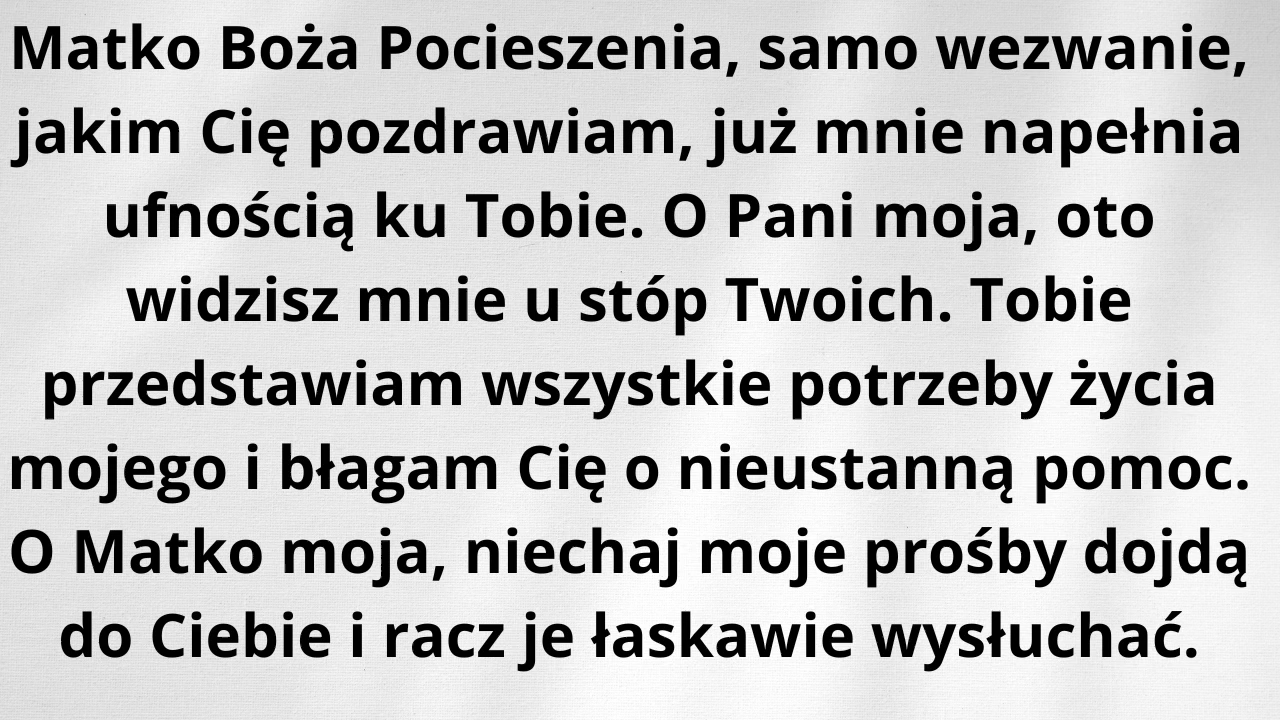 Matko Boża Pocieszenia, samo wezwanie,
jakim Cię pozdrawiam, już mnie napełnia
ufnością ku Tobie. O Pani moja, oto
widzisz mnie u stóp Twoich. Tobie
przedstawiam wszystkie potrzeby życia
mojego i błagam Cię o nieustanną pomoc.
O Matko moja, niechaj moje prośby dojdą
do Ciebie i racz je łaskawie wysłuchać.